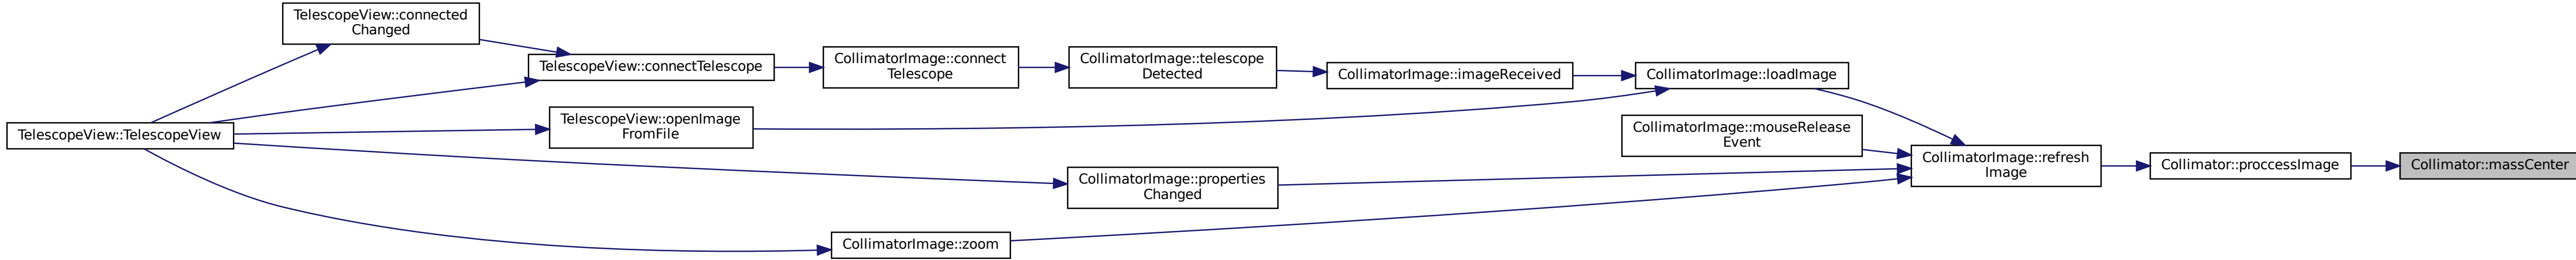 TelescopeView::connected
Changed
TelescopeView::connectTelescope
CollimatorImage::connect
Telescope
CollimatorImage::telescope
Detected
CollimatorImage::imageReceived
CollimatorImage::loadImage
TelescopeView::TelescopeView
TelescopeView::openImage
FromFile
CollimatorImage::mouseRelease
Event
CollimatorImage::refresh
Image
Collimator::proccessImage
Collimator::massCenter
CollimatorImage::properties
Changed
CollimatorImage::zoom